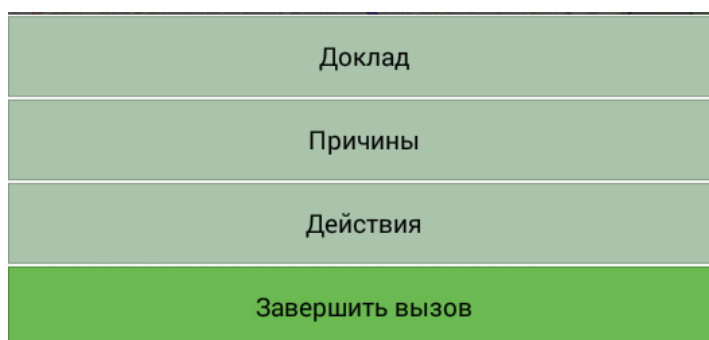 Доклад
Причины
Действия
Завершить вызов